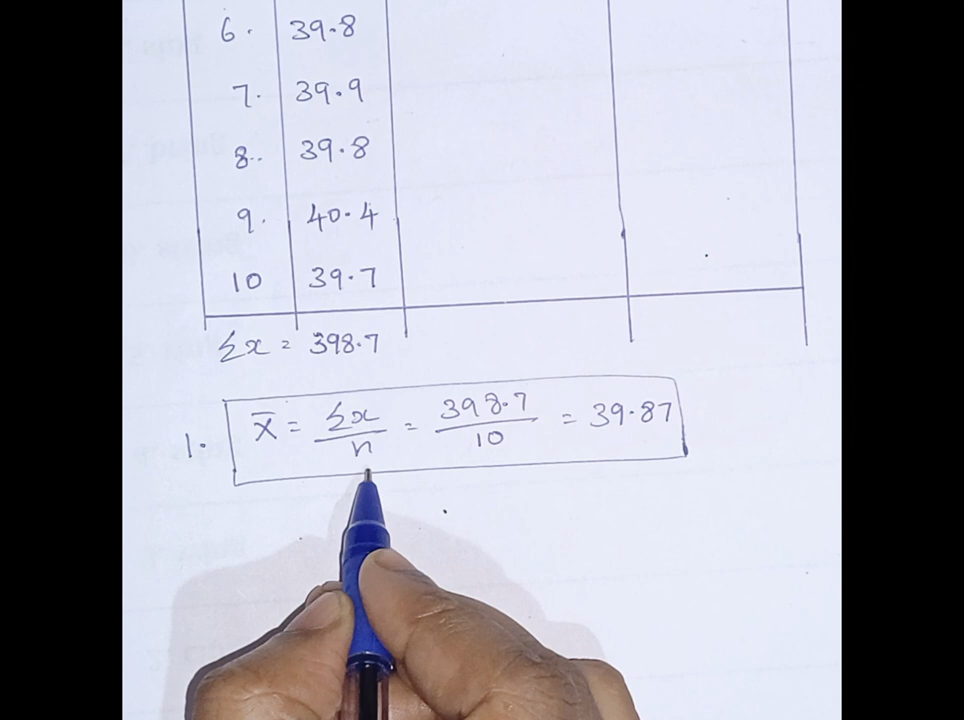 6. 39.8
7. 39.9
8.. 39.8
9. 40.4
10 39.7
Σx = 398.7
1. x̄ = Σx/n = 398.7/10 = 39.87